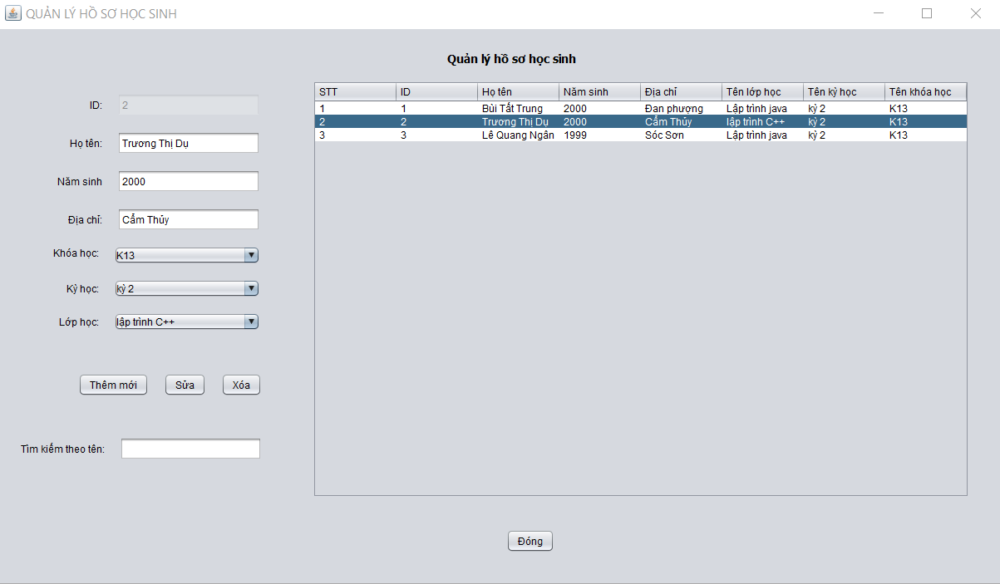 QUẢN LÝ HỒ SƠ HỌC SINH
Quản lý hồ sơ học sinh
ID: 2
Họ tên: Trương Thị Dụ
Năm sinh 2000
Địa chỉ: Cẩm Thủy
Khóa học: K13
Kỳ học: kỳ 2
Lớp học: lập trình C++
Thêm mới Sửa Xóa
Tìm kiếm theo tên:
STT ID Họ tên Năm sinh Địa chỉ Tên lớp học Tên kỳ học Tên khóa học
1 1 Bùi Tất Trung 2000 Đan phượng Lập trình java kỳ 2 K13
2 2 Trương Thị Dụ 2000 Cẩm Thủy lập trình C++ kỳ 2 K13
3 3 Lê Quang Ngân 1999 Sóc Sơn Lập trình java kỳ 2 K13
Đóng